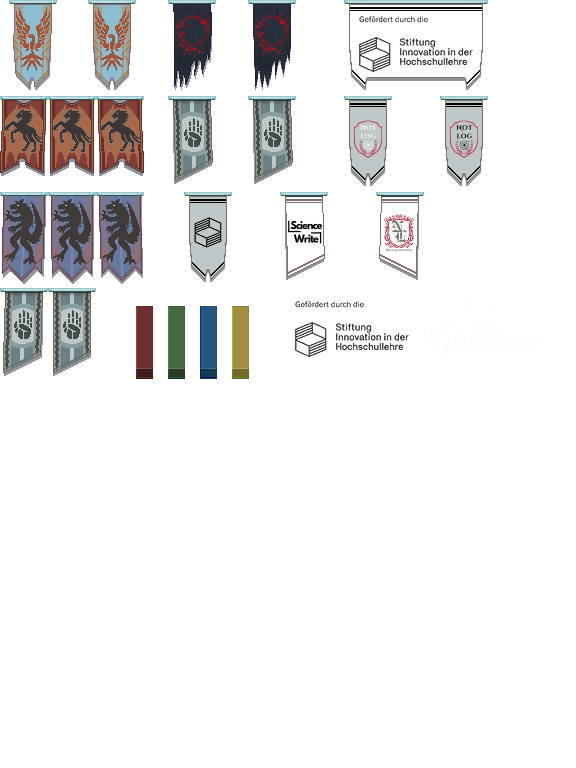 Gefördert durch die
Stiftung
Innovation in der
Hochschullehre
NOT
LOG
NOT
LOG
Science
Write
N
L
Gefördert durch die
Stiftung
Innovation in der
Hochschullehre